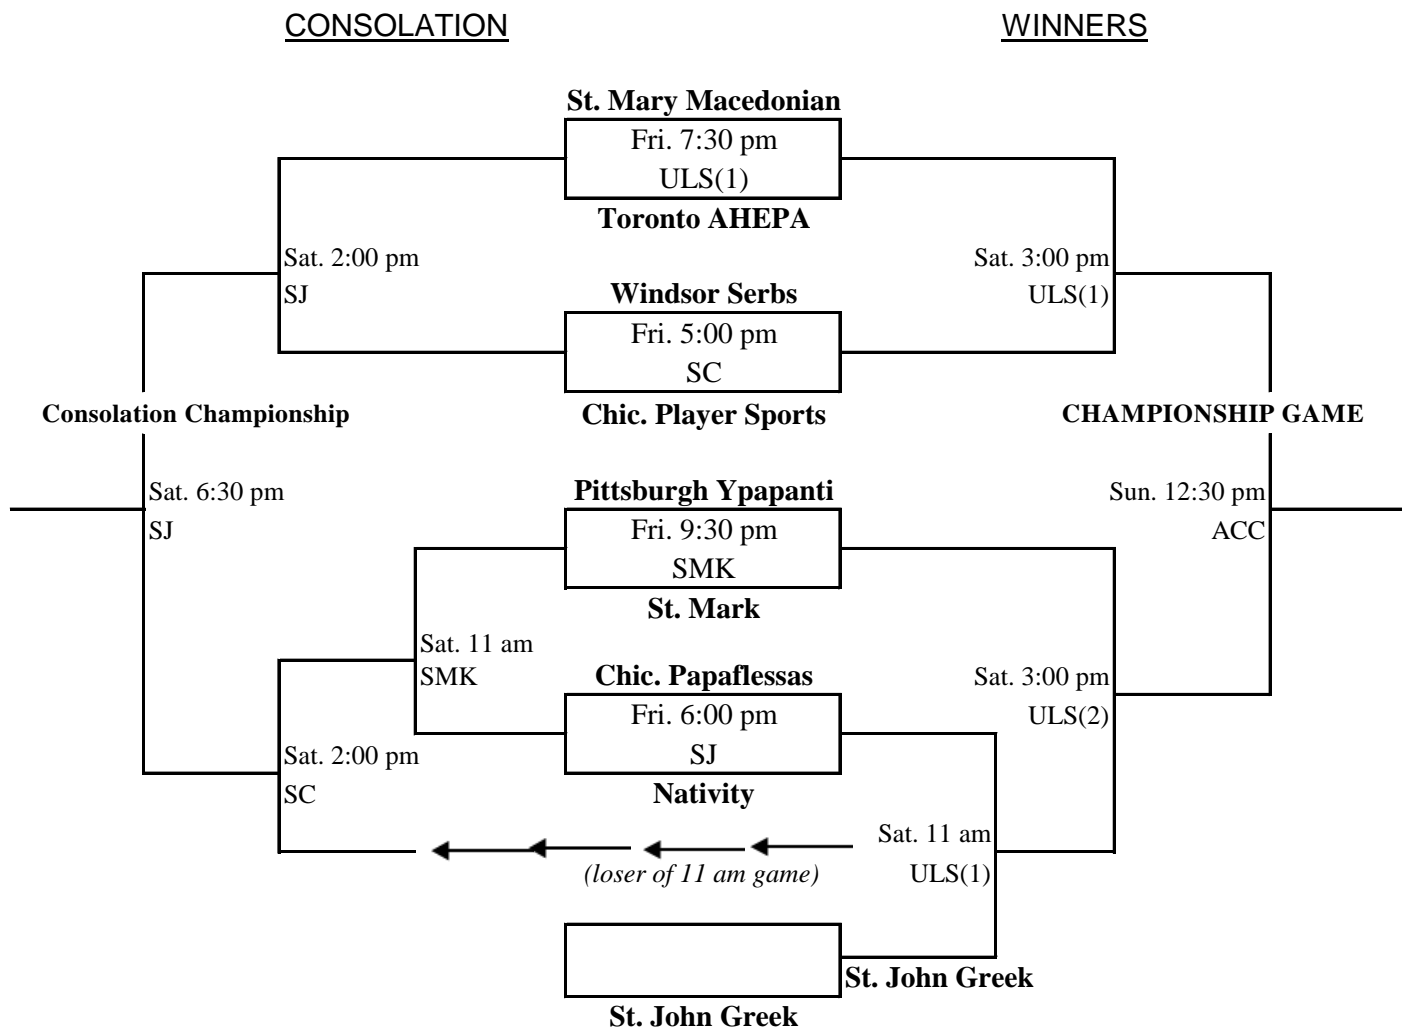 CONSOLATION
WINNERS
St. Mary Macedonian
Fri. 7:30 pm
ULS(1)
Toronto AHEPA
Sat. 2:00 pm
SJ
Sat. 3:00 pm
ULS(1)
Windsor Serbs
Fri. 5:00 pm
SC
Chic. Player Sports
Consolation Championship
CHAMPIONSHIP GAME
Sat. 6:30 pm
SJ
Pittsburgh Ypapanti
Fri. 9:30 pm
SMK
St. Mark
Sun. 12:30 pm
ACC
Sat. 11 am
SMK
Chic. Papaflessas
Fri. 6:00 pm
SJ
Nativity
Sat. 3:00 pm
ULS(2)
Sat. 2:00 pm
SC
Sat. 11 am
ULS(1)
(loser of 11 am game)
St. John Greek
St. John Greek